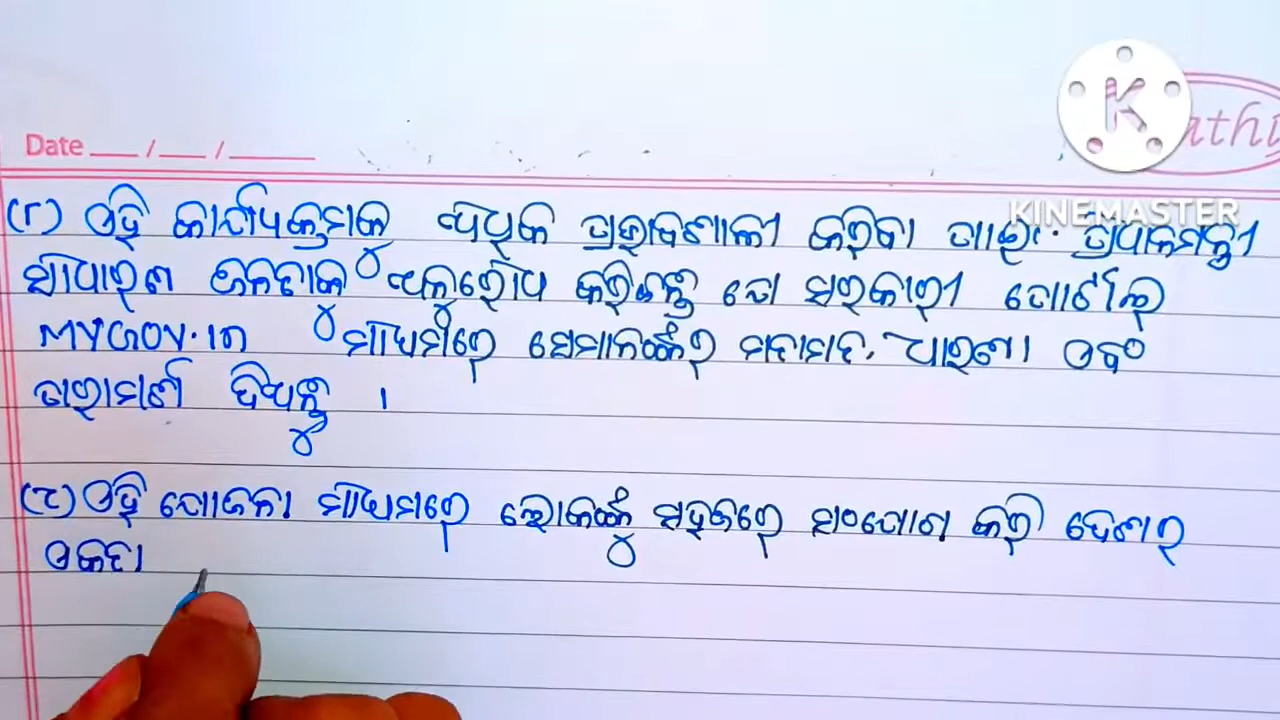 KINEMASTER
Date __ / __ / ____
(୮) ଏହି କାର୍ଯ୍ୟକ୍ରମକୁ ଅଧିକ ପ୍ରଭାବଶାଳୀ କରିବା ପାଇଁ ପ୍ରଧାନମନ୍ତ୍ରୀ
ସାଧାରଣ ଜନତାକୁ ଅନୁରୋଧ କରିଛନ୍ତି ଯେ ସରକାରୀ ପୋର୍ଟାଲ୍
MYGOV.in ମାଧ୍ୟମରେ ସେମାନଙ୍କର ମତାମତ, ଧାରଣା ଏବଂ
ପରାମର୍ଶ ଦିଅନ୍ତୁ ।
(୯) ଏହି ଯୋଜନା ମାଧ୍ୟମରେ ଲୋକଙ୍କୁ ସହଜରେ ସଂଯୋଗ କରି ଦେଶର
ଏକତା